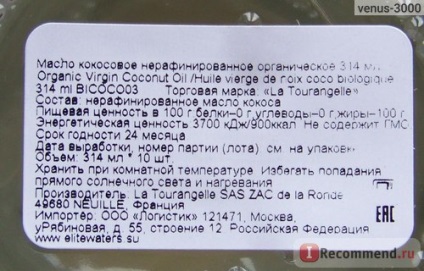 venus-3000
Масло кокосовое нерафинированное органическое 314 мл
Organic Virgin Coconut Oil /Huile vierge de noix coco biologique
314 ml BICOCO03 Торговая марка: «La Tourangelle»
Состав: нерафинированное масло кокоса
Пищевая ценность в 100 г:белки–0 г,углеводы–0 г,жиры–100 г
Энергетическая ценность 3700 кДж/900ккал Не содержит ГМО
Срок годности 24 месяца
Дата выработки, номер партии (лота) см. на упаковке
Объем: 314 мл * 10 шт.
Хранить при комнатной температуре. Избегать попадания
прямого солнечного света и нагревания
Производитель: La Tourangelle SAS ZAC de la Ronde
49680 NEUILLE, Франция
Импортер: ООО «Логистик» 121471, Москва,
уРябиновая, д. 55, строение 12, Российская Федерация
www.elitewaters.su
EAC
IRecommend.ru